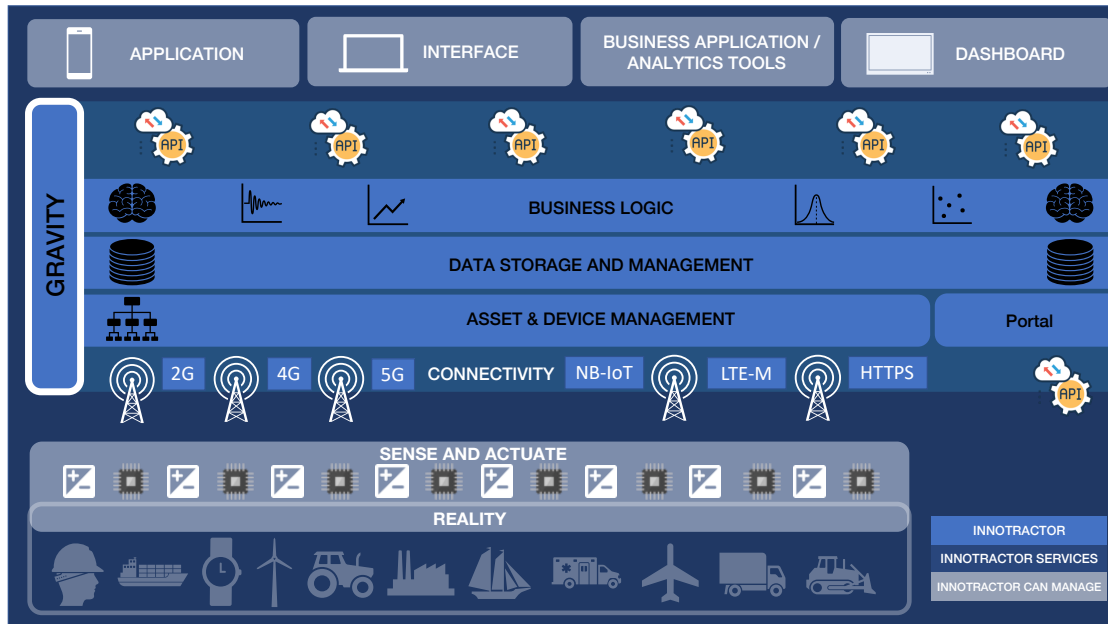 APPLICATION
INTERFACE
BUSINESS APPLICATION /
ANALYTICS TOOLS
DASHBOARD
GRAVITY
API
API
API
API
API
API
BUSINESS LOGIC
DATA STORAGE AND MANAGEMENT
ASSET & DEVICE MANAGEMENT
Portal
2G
4G
5G
CONNECTIVITY
NB-IoT
LTE-M
HTTPS
API
SENSE AND ACTUATE
REALITY
INNOTRACTOR
INNOTRACTOR SERVICES
INNOTRACTOR CAN MANAGE